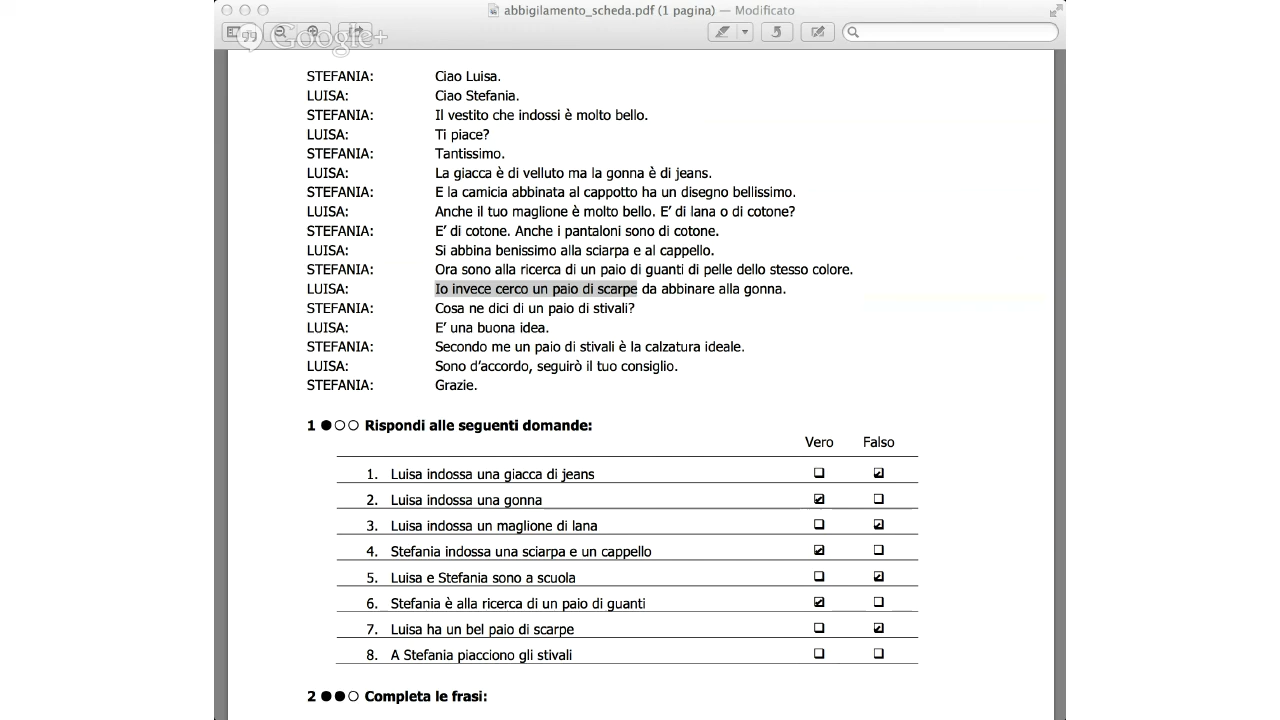 abbigilamento_scheda.pdf (1 pagina) — Modificato
Google+
STEFANIA: Ciao Luisa.
LUISA: Ciao Stefania.
STEFANIA: Il vestito che indossi è molto bello.
LUISA: Ti piace?
STEFANIA: Tantissimo.
LUISA: La giacca è di velluto ma la gonna è di jeans.
STEFANIA: E la camicia abbinata al cappotto ha un disegno bellissimo.
LUISA: Anche il tuo maglione è molto bello. E' di lana o di cotone?
STEFANIA: E' di cotone. Anche i pantaloni sono di cotone.
LUISA: Si abbina benissimo alla sciarpa e al cappello.
STEFANIA: Ora sono alla ricerca di un paio di guanti di pelle dello stesso colore.
LUISA: Io invece cerco un paio di scarpe da abbinare alla gonna.
STEFANIA: Cosa ne dici di un paio di stivali?
LUISA: E' una buona idea.
STEFANIA: Secondo me un paio di stivali è la calzatura ideale.
LUISA: Sono d'accordo, seguirò il tuo consiglio.
STEFANIA: Grazie.
1 ●○○ Rispondi alle seguenti domande:
Vero Falso
1. Luisa indossa una giacca di jeans
2. Luisa indossa una gonna
3. Luisa indossa un maglione di lana
4. Stefania indossa una sciarpa e un cappello
5. Luisa e Stefania sono a scuola
6. Stefania è alla ricerca di un paio di guanti
7. Luisa ha un bel paio di scarpe
8. A Stefania piacciono gli stivali
2 ●●○ Completa le frasi: